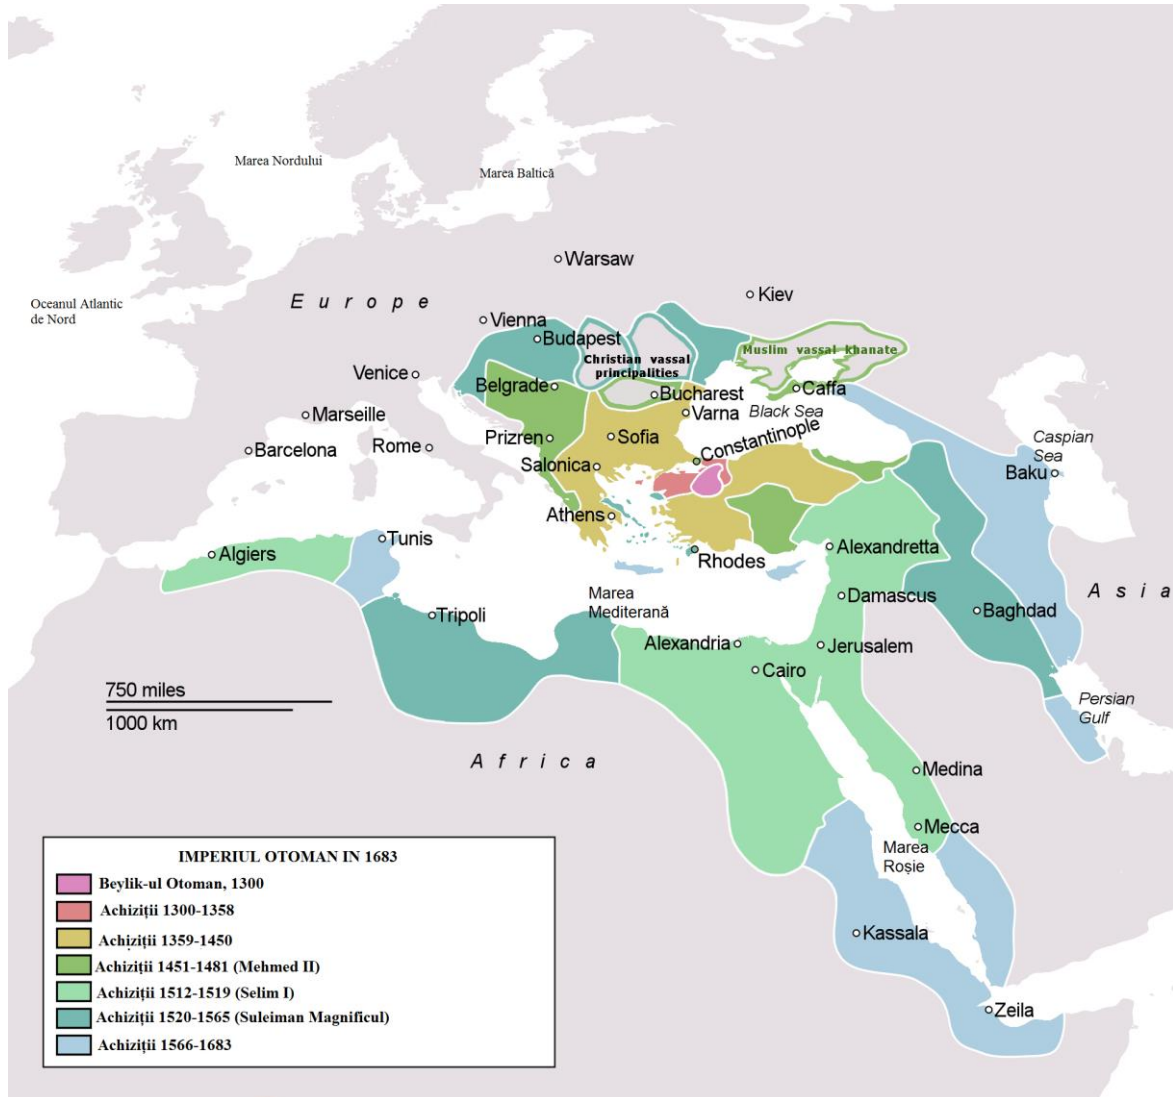 Marea Nordului
Marea Baltică
Warsaw
Oceanul Atlantic
de Nord
Europe
Kiev
Vienna
Budapest
Christian vassal
principalities
Muslim vassal khanate
Venice
Belgrade
Bucharest
Caffa
Marseille
Varna
Black Sea
Barcelona
Rome
Prizren
Sofia
Constantinople
Caspian
Sea
Salonica
Baku
Athens
Algiers
Tunis
Rhodes
Alexandretta
Asia
Marea
Mediterană
Damascus
Baghdad
Tripoli
Alexandria
Jerusalem
Cairo
750 miles
1000 km
Persian
Gulf
Africa
Medina
Mecca
Marea
Roșie
Kassala
Zeila
IMPERIUL OTOMAN IN 1683
Beylik-ul Otoman, 1300
Achiziții 1300-1358
Achiziții 1359-1450
Achiziții 1451-1481 (Mehmed II)
Achiziții 1512-1519 (Selim I)
Achiziții 1520-1565 (Suleiman Magnificul)
Achiziții 1566-1683